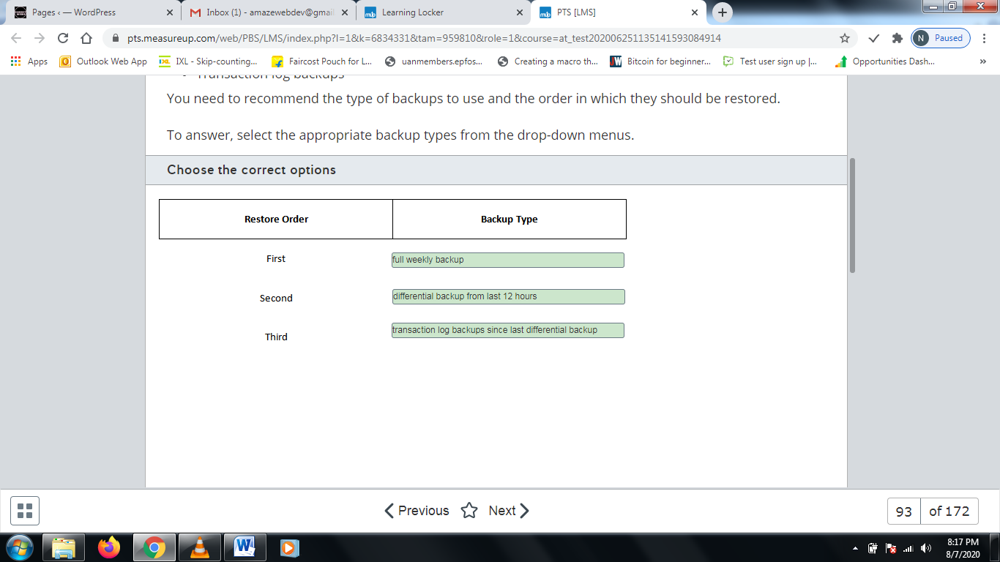 Pages ‹ — WordPress
Inbox (1) - amazewebdev@gmail
Learning Locker
PTS [LMS]
pts.measureup.com/web/PBS/LMS/index.php?l=1&k=6834331&tam=959810&role=1&course=at_test202006251135141593084914
N Paused
Apps
Outlook Web App
IXL - Skip-counting...
Faircost Pouch for L...
uanmembers.epfos...
Creating a macro th...
Bitcoin for beginner...
Test user sign up |...
Opportunities Dash...
»
• Transaction log backups
You need to recommend the type of backups to use and the order in which they should be restored.
To answer, select the appropriate backup types from the drop-down menus.
Choose the correct options
Restore Order Backup Type
First full weekly backup
Second differential backup from last 12 hours
Third transaction log backups since last differential backup
Previous Next
93 of 172
8:17 PM
8/7/2020